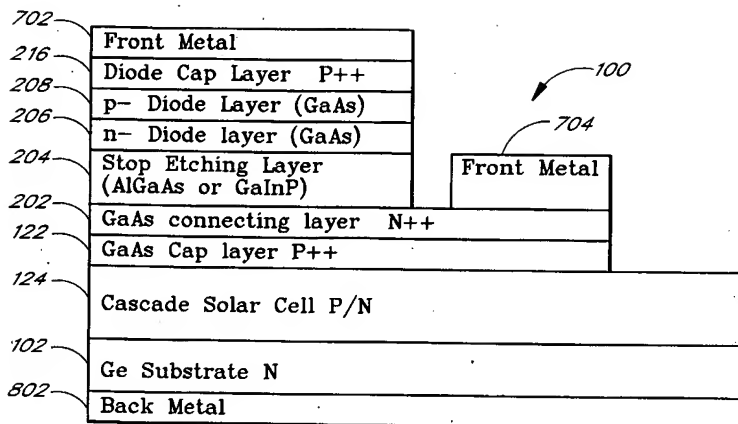 702
Front Metal
216
Diode Cap Layer P++
208
p- Diode Layer (GaAs)
206
n- Diode layer (GaAs)
204
Stop Etching Layer
(AlGaAs or GaInP)
100
704
Front Metal
202
GaAs connecting layer N++
122
GaAs Cap layer P++
124
Cascade Solar Cell P/N
102
Ge Substrate N
802
Back Metal